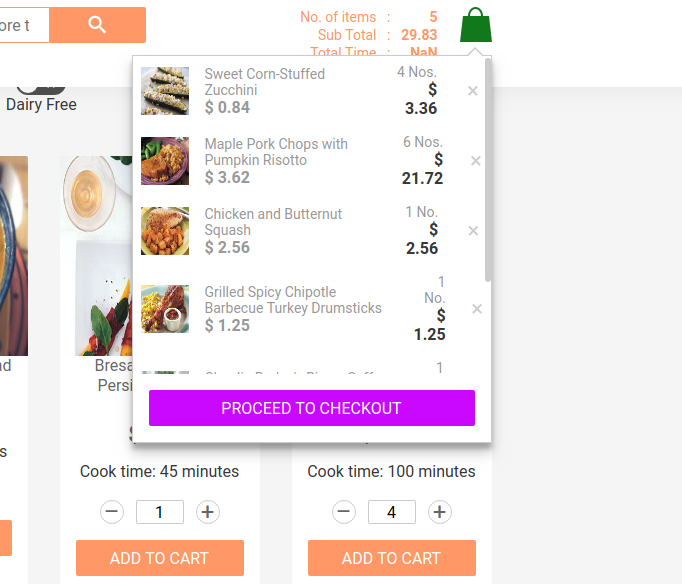 ore t
No. of items : 5
Sub Total : 29.83
Total Time : NaN
Dairy Free
Sweet Corn-Stuffed
Zucchini
$ 0.84
4 Nos.
$
3.36
×
Maple Pork Chops with
Pumpkin Risotto
$ 3.62
6 Nos.
$
21.72
×
Chicken and Butternut
Squash
$ 2.56
1 No.
$
2.56
×
Grilled Spicy Chipotle
Barbecue Turkey Drumsticks
$ 1.25
1
No.
$
1.25
×
1
PROCEED TO CHECKOUT
nd
Bresa
Persi
s
Cook time: 45 minutes
Cook time: 100 minutes
− 1 +
− 4 +
ADD TO CART
ADD TO CART